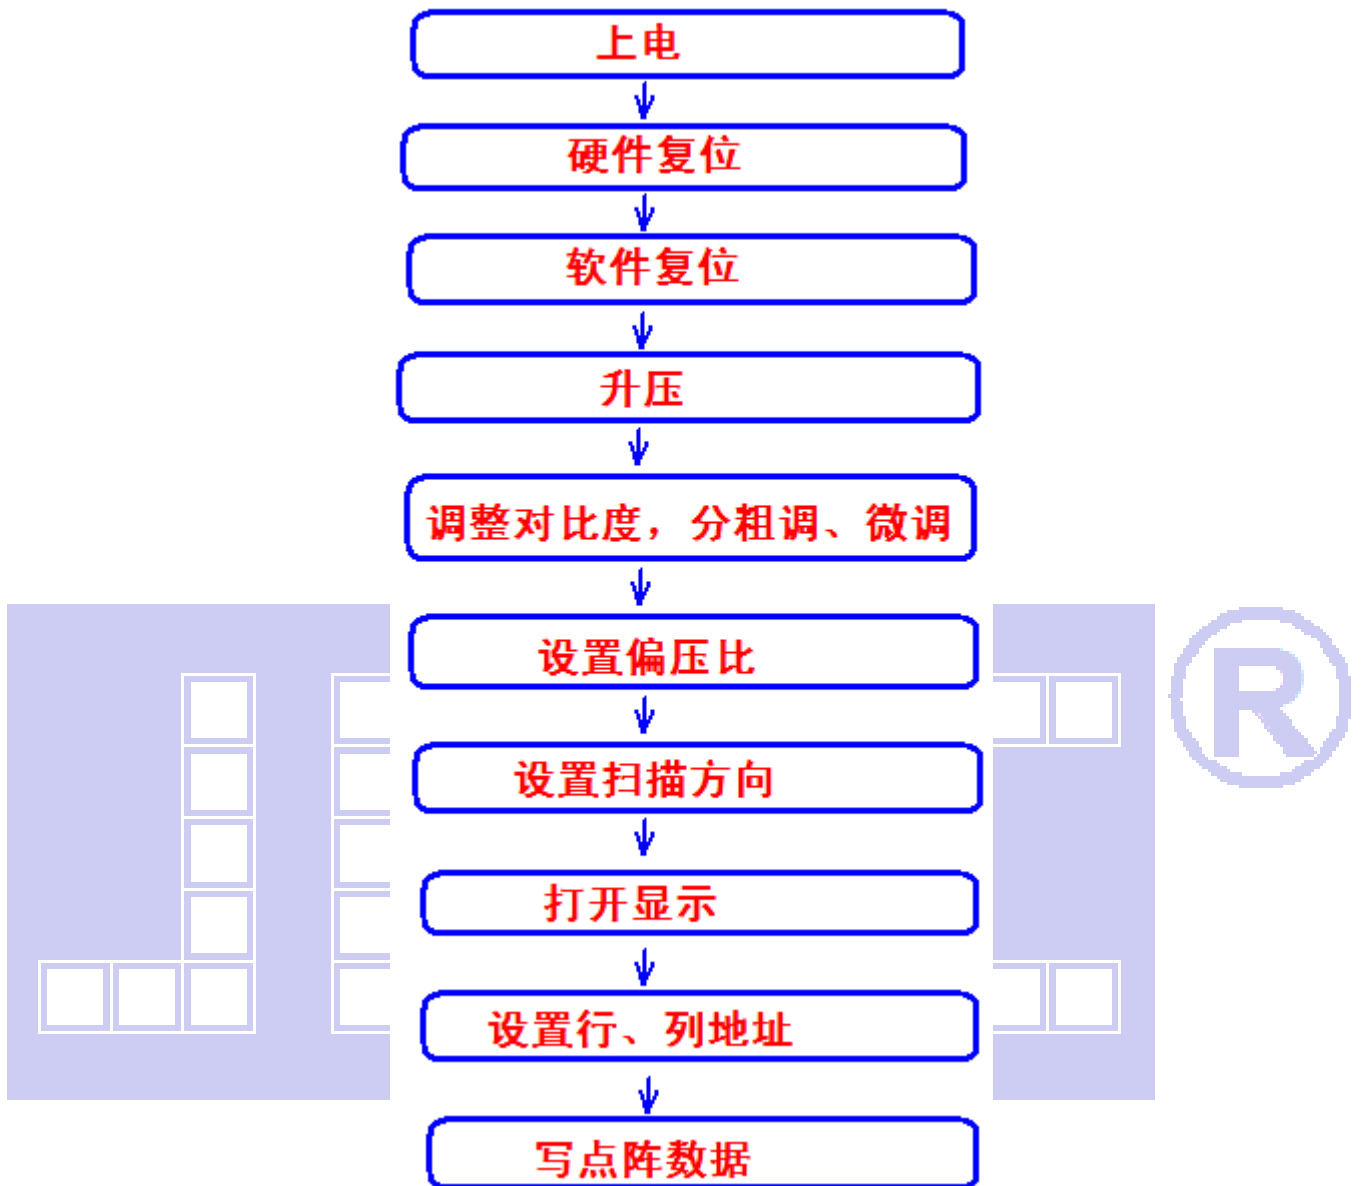 上电
硬件复位
软件复位
升压
调整对比度，分粗调、微调
设置偏压比
设置扫描方向
打开显示
设置行、列地址
写点阵数据
R